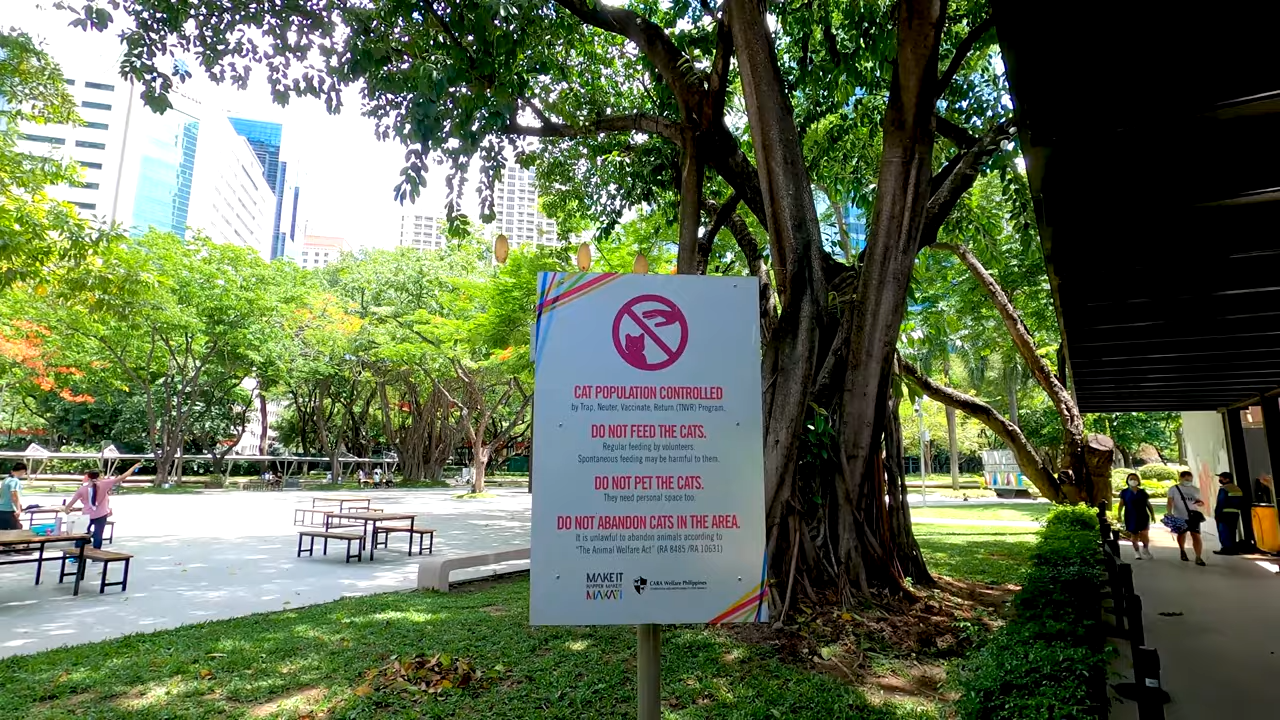 CAT POPULATION CONTROLLED
by Trap, Neuter, Vaccinate, Return (TNVR) Program.
DO NOT FEED THE CATS.
Regular feeding by volunteers.
Spontaneous feeding may be harmful to them.
DO NOT PET THE CATS.
They need personal space too.
DO NOT ABANDON CATS IN THE AREA.
It is unlawful to abandon animals according to
"The Animal Welfare Act" (RA 8485 /RA 10631)
MAKE IT
HAPPEN MAKE IT
MAKATI
CARA Welfare Philippines